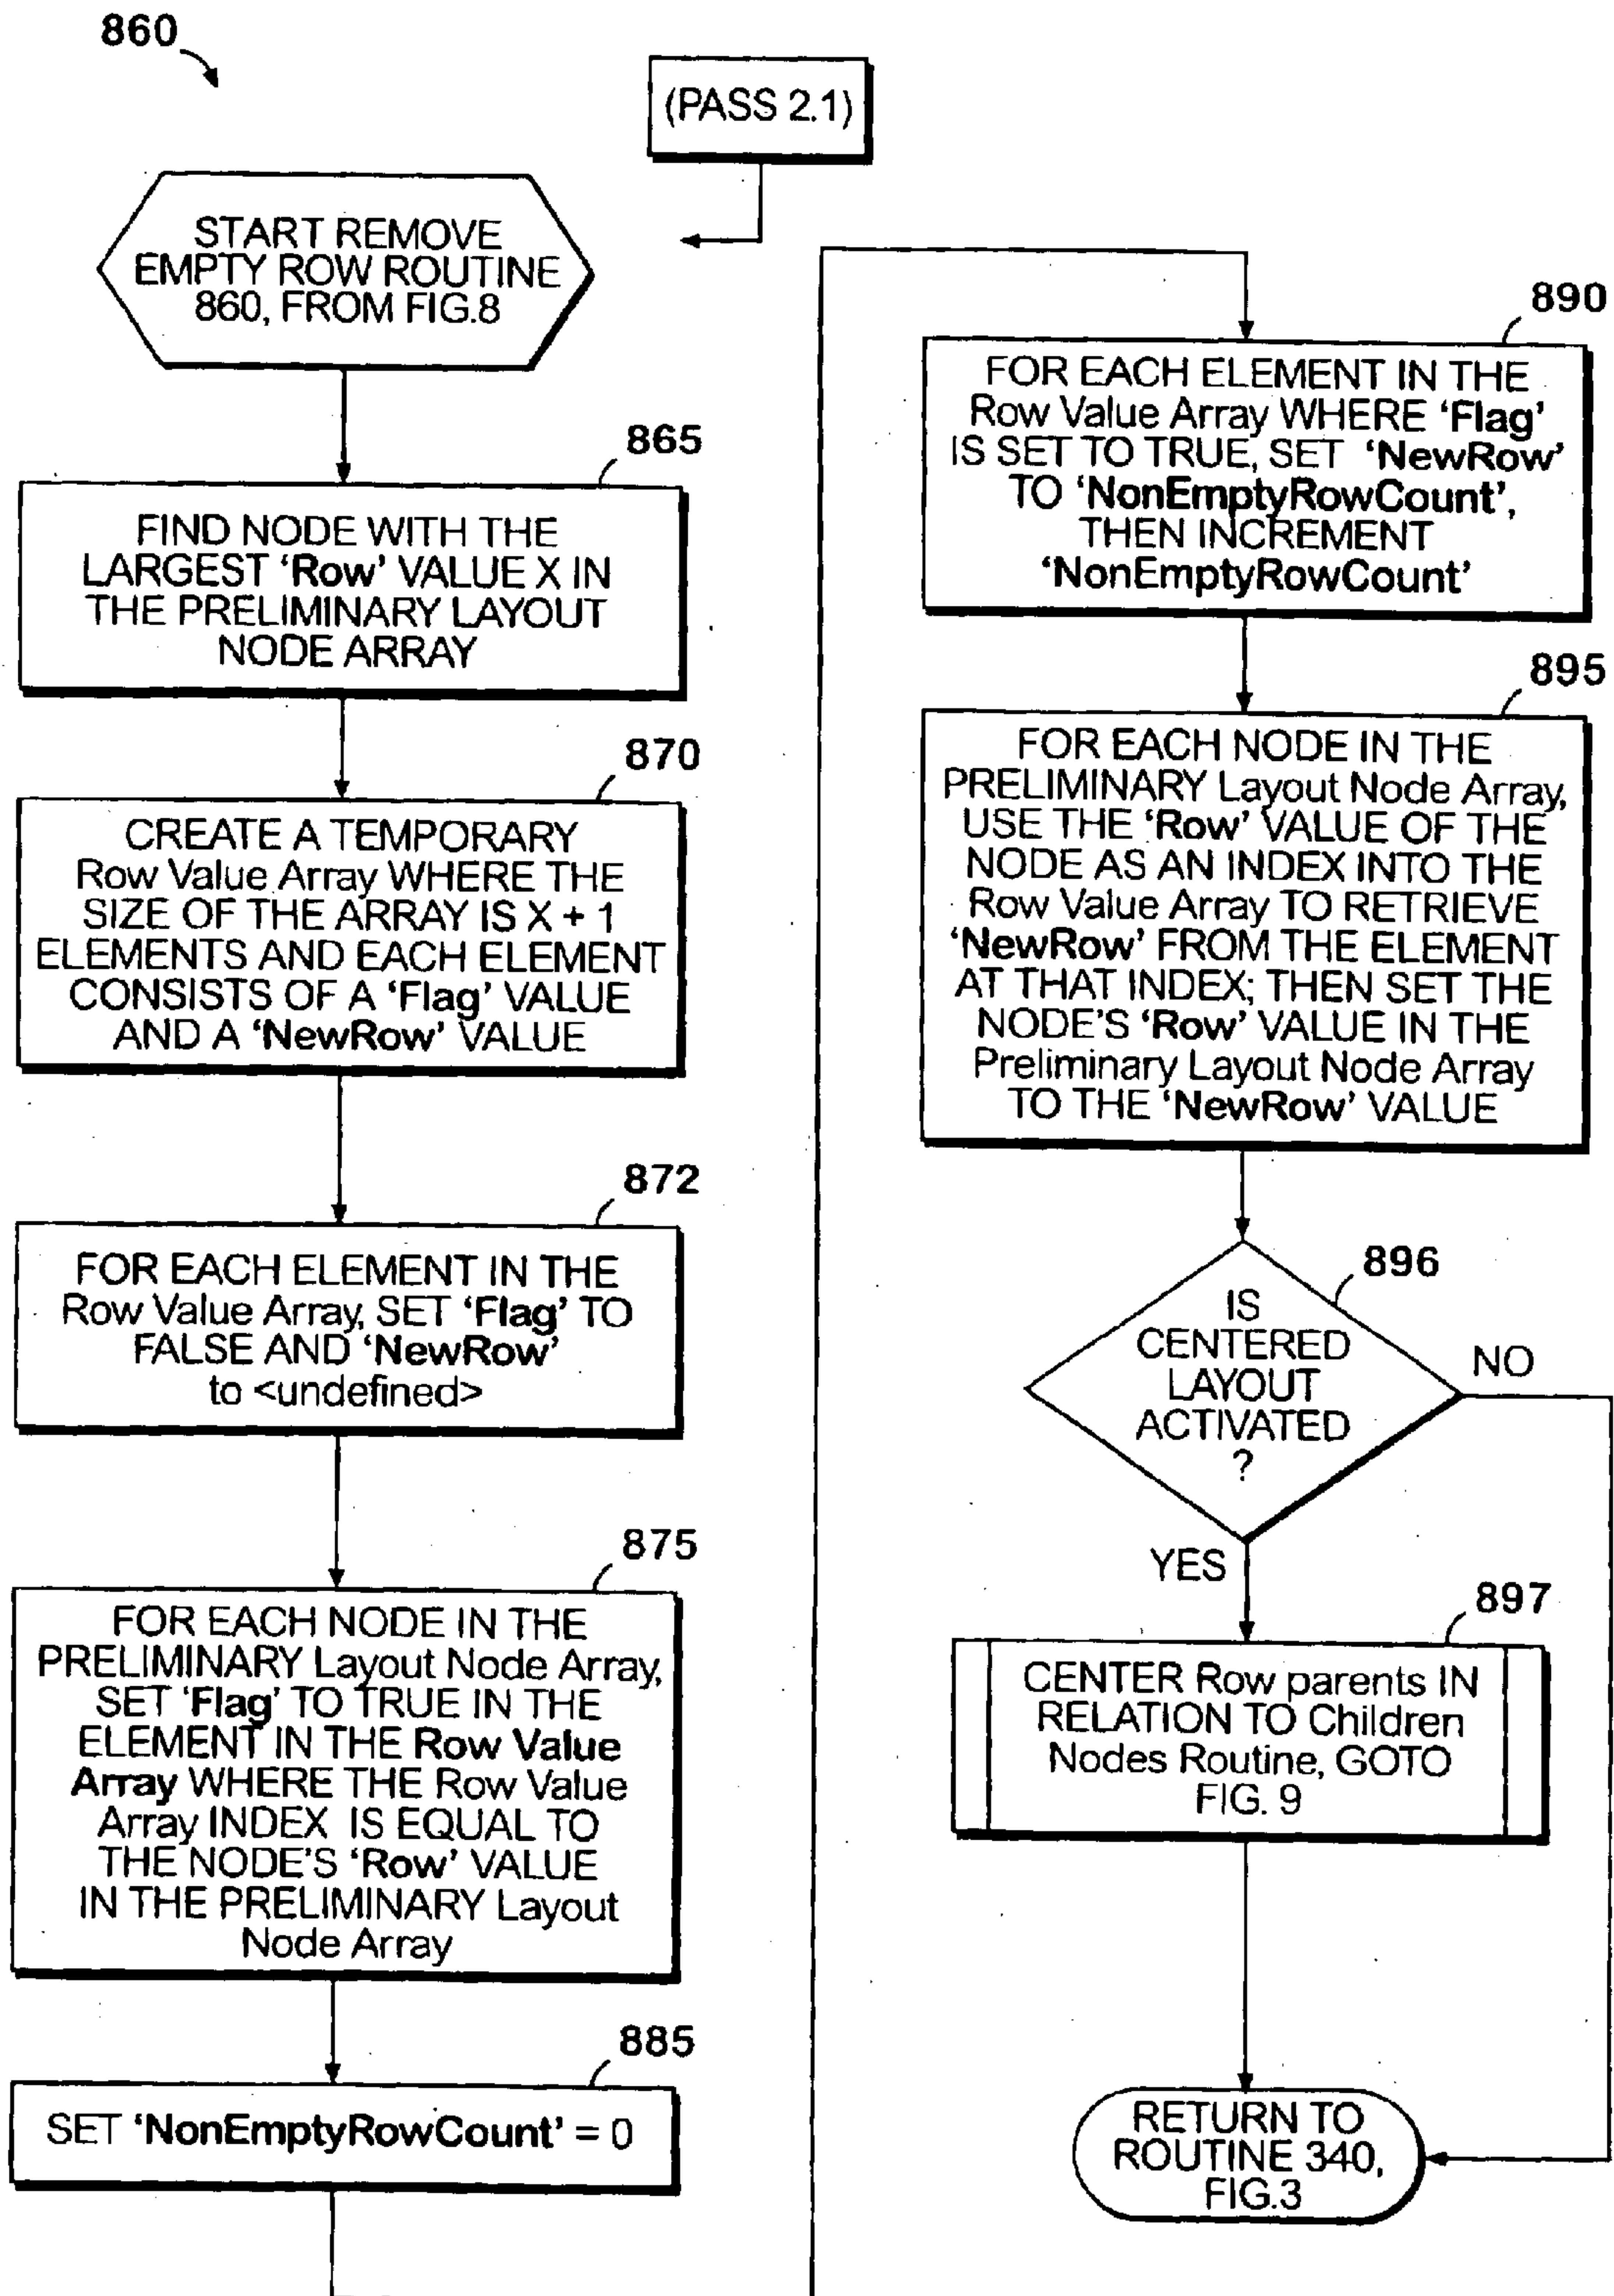 860
(PASS 2.1)
START REMOVE
EMPTY ROW ROUTINE
860, FROM FIG.8
865
FIND NODE WITH THE
LARGEST 'Row' VALUE X IN
THE PRELIMINARY LAYOUT
NODE ARRAY
870
CREATE A TEMPORARY
Row Value Array WHERE THE
SIZE OF THE ARRAY IS X + 1
ELEMENTS AND EACH ELEMENT
CONSISTS OF A 'Flag' VALUE
AND A 'NewRow' VALUE
872
FOR EACH ELEMENT IN THE
Row Value Array, SET 'Flag' TO
FALSE AND 'NewRow'
to <undefined>
875
FOR EACH NODE IN THE
PRELIMINARY Layout Node Array,
SET 'Flag' TO TRUE IN THE
ELEMENT IN THE Row Value
Array WHERE THE Row Value
Array INDEX IS EQUAL TO
THE NODE'S 'Row' VALUE
IN THE PRELIMINARY Layout
Node Array
885
SET 'NonEmptyRowCount' = 0
890
FOR EACH ELEMENT IN THE
Row Value Array WHERE 'Flag'
IS SET TO TRUE, SET 'NewRow'
TO 'NonEmptyRowCount',
THEN INCREMENT
'NonEmptyRowCount'
895
FOR EACH NODE IN THE
PRELIMINARY Layout Node Array,
USE THE 'Row' VALUE OF THE
NODE AS AN INDEX INTO THE
Row Value Array TO RETRIEVE
'NewRow' FROM THE ELEMENT
AT THAT INDEX; THEN SET THE
NODE'S 'Row' VALUE IN THE
Preliminary Layout Node Array
TO THE 'NewRow' VALUE
896
IS
CENTERED
LAYOUT
ACTIVATED
?
NO
YES
897
CENTER Row parents IN
RELATION TO Children
Nodes Routine, GOTO
FIG. 9
RETURN TO
ROUTINE 340,
FIG.3